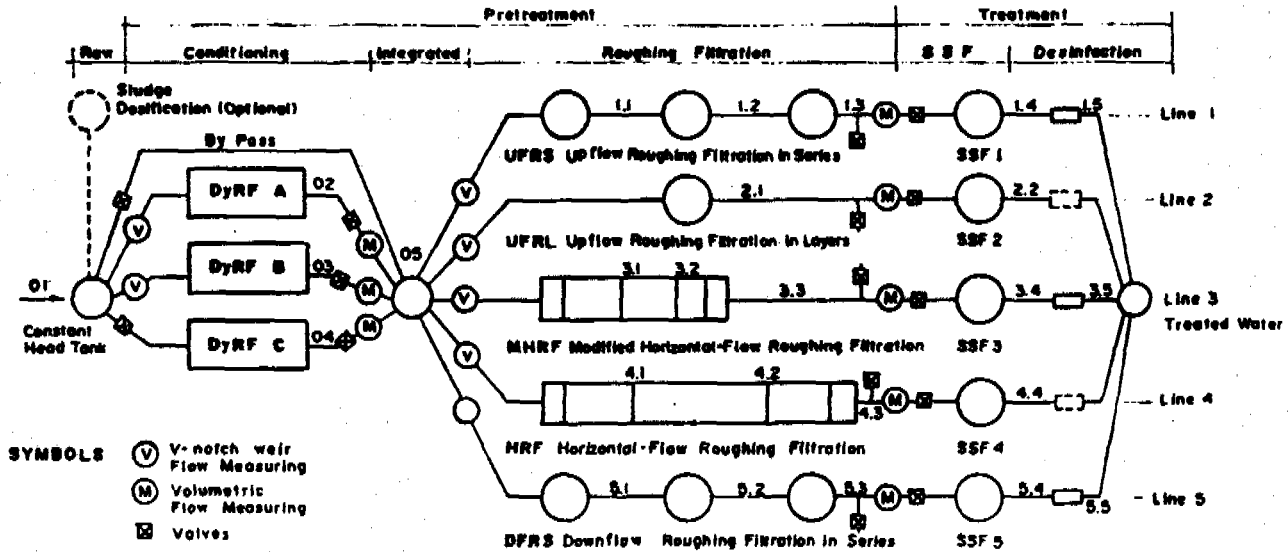 Pretreatment
Treatment
Raw
Conditioning
Integrated
Roughing Filtration
SSF
Desinfection
Sludge
Dosification (Optional)
By Pass
1.1
1.2
1.3
1.4
1.5
Line 1
UFRS Upflow Roughing Filtration in Series
SSF 1
DyRF A
02
V
M
2.1
2.2
Line 2
UFRL Upflow Roughing Filtration in Layers
SSF 2
DyRF B
03
05
01
Constant
Head Tank
3.1
3.2
3.3
3.4
3.5
Line 3
Treated Water
DyRF C
04
MHRF Modified Horizontal-Flow Roughing Filtration
SSF 3
4.1
4.2
4.3
4.4
Line 4
HRF Horizontal-Flow Roughing Filtration
SSF 4
SYMBOLS
V V-notch weir
Flow Measuring
M Volumetric
Flow Measuring
Valves
5.1
5.2
5.3
5.4
5.5
Line 5
DFRS Downflow Roughing Filtration in Series
SSF 5